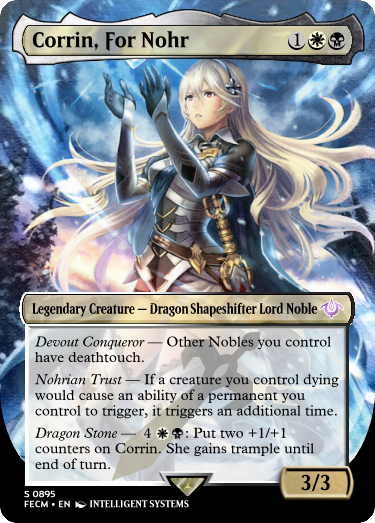 Corrin, For Nohr 1
Legendary Creature — Dragon Shapeshifter Lord Noble
Devout Conqueror — Other Nobles you control
have deathtouch.
Nohrian Trust — If a creature you control dying
would cause an ability of a permanent you
control to trigger, it triggers an additional time.
Dragon Stone — 4 : Put two +1/+1
counters on Corrin. She gains trample until
end of turn.
3/3
S 0895
FECM • EN INTELLIGENT SYSTEMS